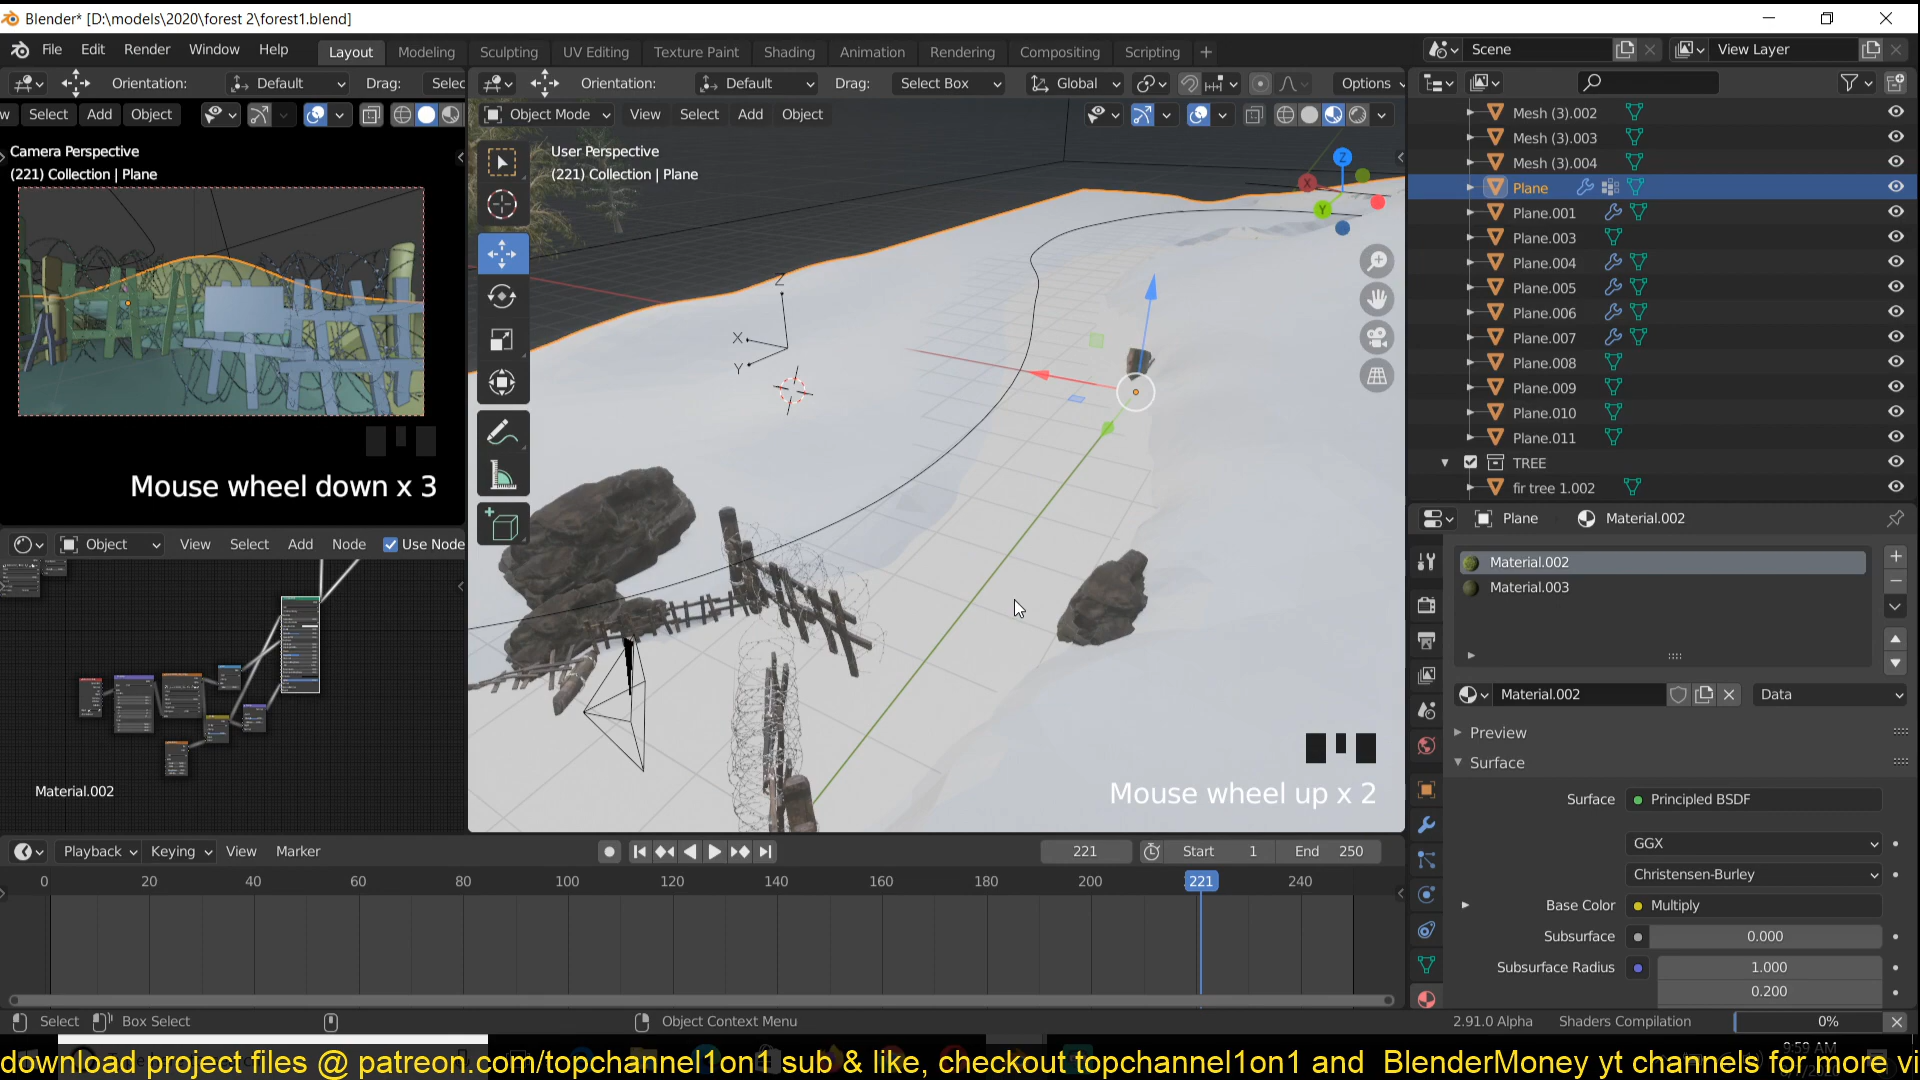 Blender* [D:\models\2020\forest 2\forest1.blend]
File Edit Render Window Help Layout Modeling Sculpting UV Editing Texture Paint Shading Animation Rendering Compositing Scripting + Scene View Layer
Orientation: Default Drag: Selec Orientation: Default Drag: Select Box Global Options
w Select Add Object Object Mode View Select Add Object
Camera Perspective
(221) Collection | Plane
User Perspective
(221) Collection | Plane
Z
X
Y
Z
X
Y
Mouse wheel down x 3
Mouse wheel up x 2
Mesh (3).002
Mesh (3).003
Mesh (3).004
Plane
Plane.001
Plane.003
Plane.004
Plane.005
Plane.006
Plane.007
Plane.008
Plane.009
Plane.010
Plane.011
TREE
fir tree 1.002
Object View Select Add Node Use Node
Material.002
Plane Material.002
Material.002
Material.003
Material.002 Data
Preview
Surface
Surface Principled BSDF
GGX
Christensen-Burley
Base Color Multiply
Subsurface 0.000
Subsurface Radius 1.000
0.200
Playback Keying View Marker 221 Start 1 End 250
0 20 40 60 80 100 120 140 160 180 200 221 240
Select Box Select Object Context Menu 2.91.0 Alpha Shaders Compilation 0%
9:59 AM
download project files @ patreon.com/topchannel1on1 sub & like, checkout topchannel1on1 and BlenderMoney yt channels for more vi